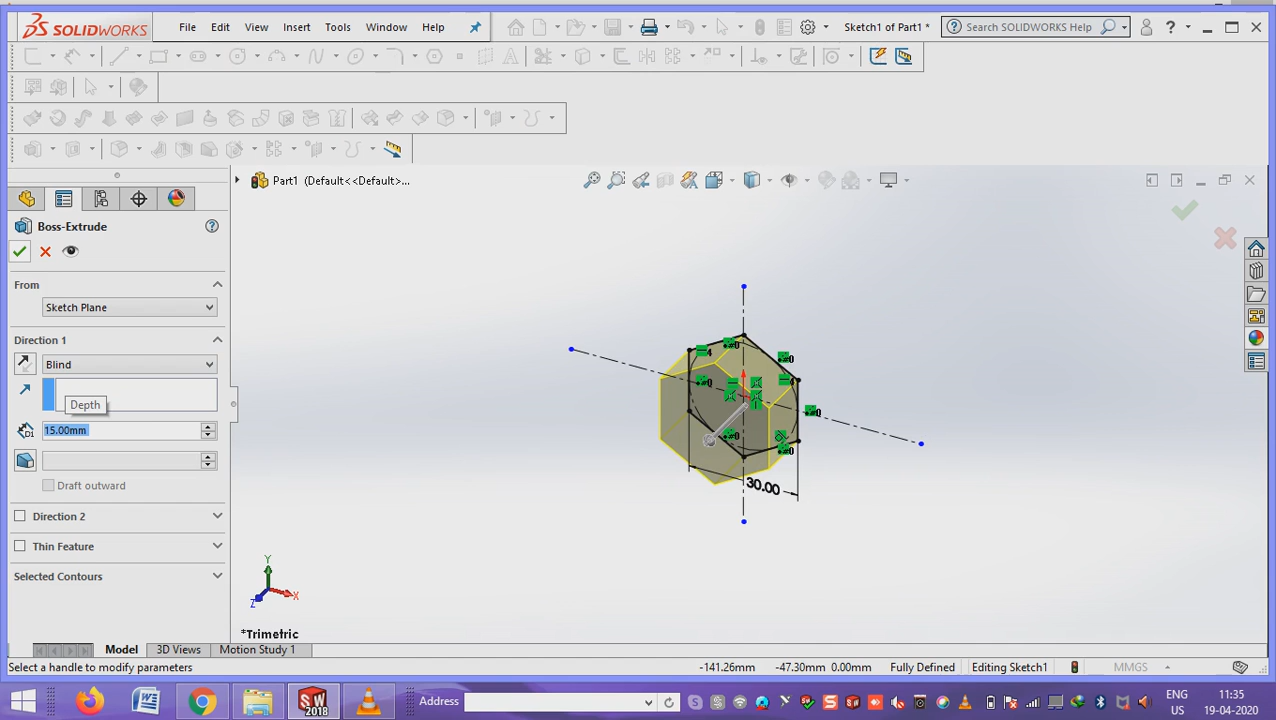 SOLIDWORKS File Edit View Insert Tools Window Help Sketch1 of Part1 * Search SOLIDWORKS Help ?
Part1 (Default<<Default>...
Boss-Extrude
From
Sketch Plane
Direction 1
Blind
Depth
15.00mm
Draft outward
Direction 2
Thin Feature
Selected Contours
30.00
Y
X
Z
*Trimetric
Model 3D Views Motion Study 1
Select a handle to modify parameters -141.26mm -47.30mm 0.00mm Fully Defined Editing Sketch1 MMGS
SW 2018 Address ENG 11:35
US 19-04-2020